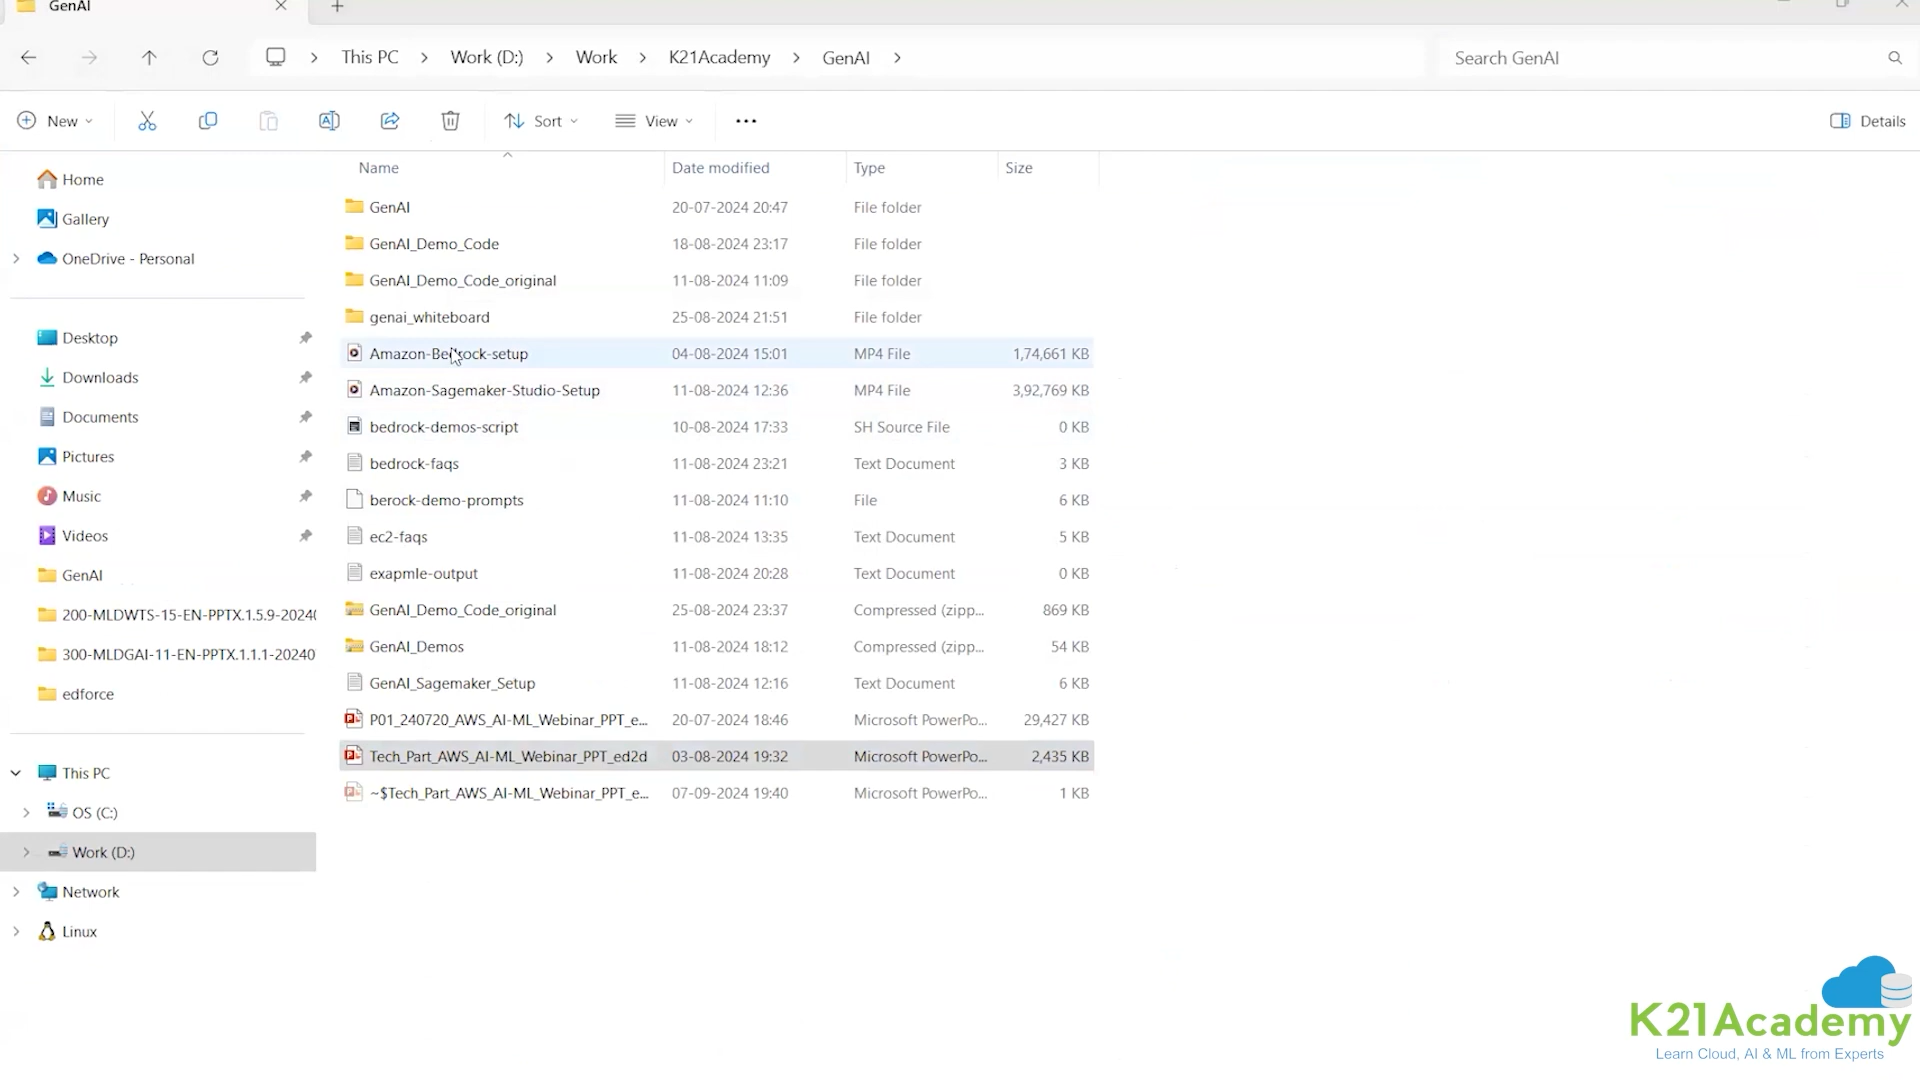 GenAI
This PC
Work (D:)
Work
K21Academy
GenAI
Search GenAI
New
Sort
View
Details
Name Date modified Type Size
Home
Gallery
OneDrive - Personal
Desktop
Downloads
Documents
Pictures
Music
Videos
GenAI
200-MLDWTS-15-EN-PPTX.1.5.9-2024
300-MLDGAI-11-EN-PPTX.1.1.1-20240
edforce
This PC
OS (C:)
Work (D:)
Network
Linux
GenAI 20-07-2024 20:47 File folder
GenAI_Demo_Code 18-08-2024 23:17 File folder
GenAI_Demo_Code_original 11-08-2024 11:09 File folder
genai_whiteboard 25-08-2024 21:51 File folder
Amazon-Bedrock-setup 04-08-2024 15:01 MP4 File 1,74,661 KB
Amazon-Sagemaker-Studio-Setup 11-08-2024 12:36 MP4 File 3,92,769 KB
bedrock-demos-script 10-08-2024 17:33 SH Source File 0 KB
bedrock-faqs 11-08-2024 23:21 Text Document 3 KB
berock-demo-prompts 11-08-2024 11:10 File 6 KB
ec2-faqs 11-08-2024 13:35 Text Document 5 KB
exapmle-output 11-08-2024 20:28 Text Document 0 KB
GenAI_Demo_Code_original 25-08-2024 23:37 Compressed (zipp... 869 KB
GenAI_Demos 11-08-2024 18:12 Compressed (zipp... 54 KB
GenAI_Sagemaker_Setup 11-08-2024 12:16 Text Document 6 KB
P01_240720_AWS_AI-ML_Webinar_PPT_e... 20-07-2024 18:46 Microsoft PowerPo... 29,427 KB
Tech_Part_AWS_AI-ML_Webinar_PPT_ed2d 03-08-2024 19:32 Microsoft PowerPo... 2,435 KB
~$Tech_Part_AWS_AI-ML_Webinar_PPT_e... 07-09-2024 19:40 Microsoft PowerPo... 1 KB
K21Academy
Learn Cloud, AI & ML from Experts